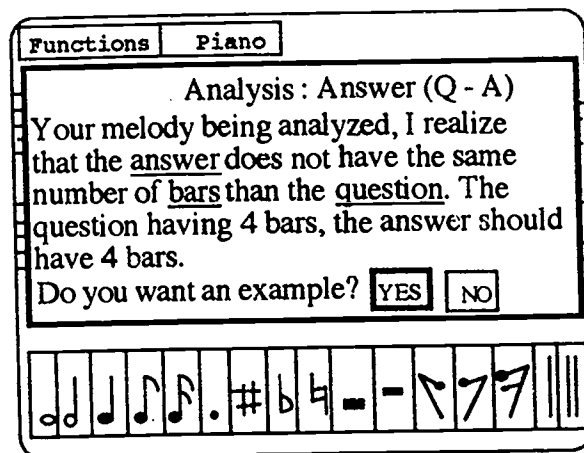 Functions Piano
Analysis : Answer (Q - A)
Your melody being analyzed, I realize
that the answer does not have the same
number of bars than the question. The
question having 4 bars, the answer should
have 4 bars.
Do you want an example? YES NO